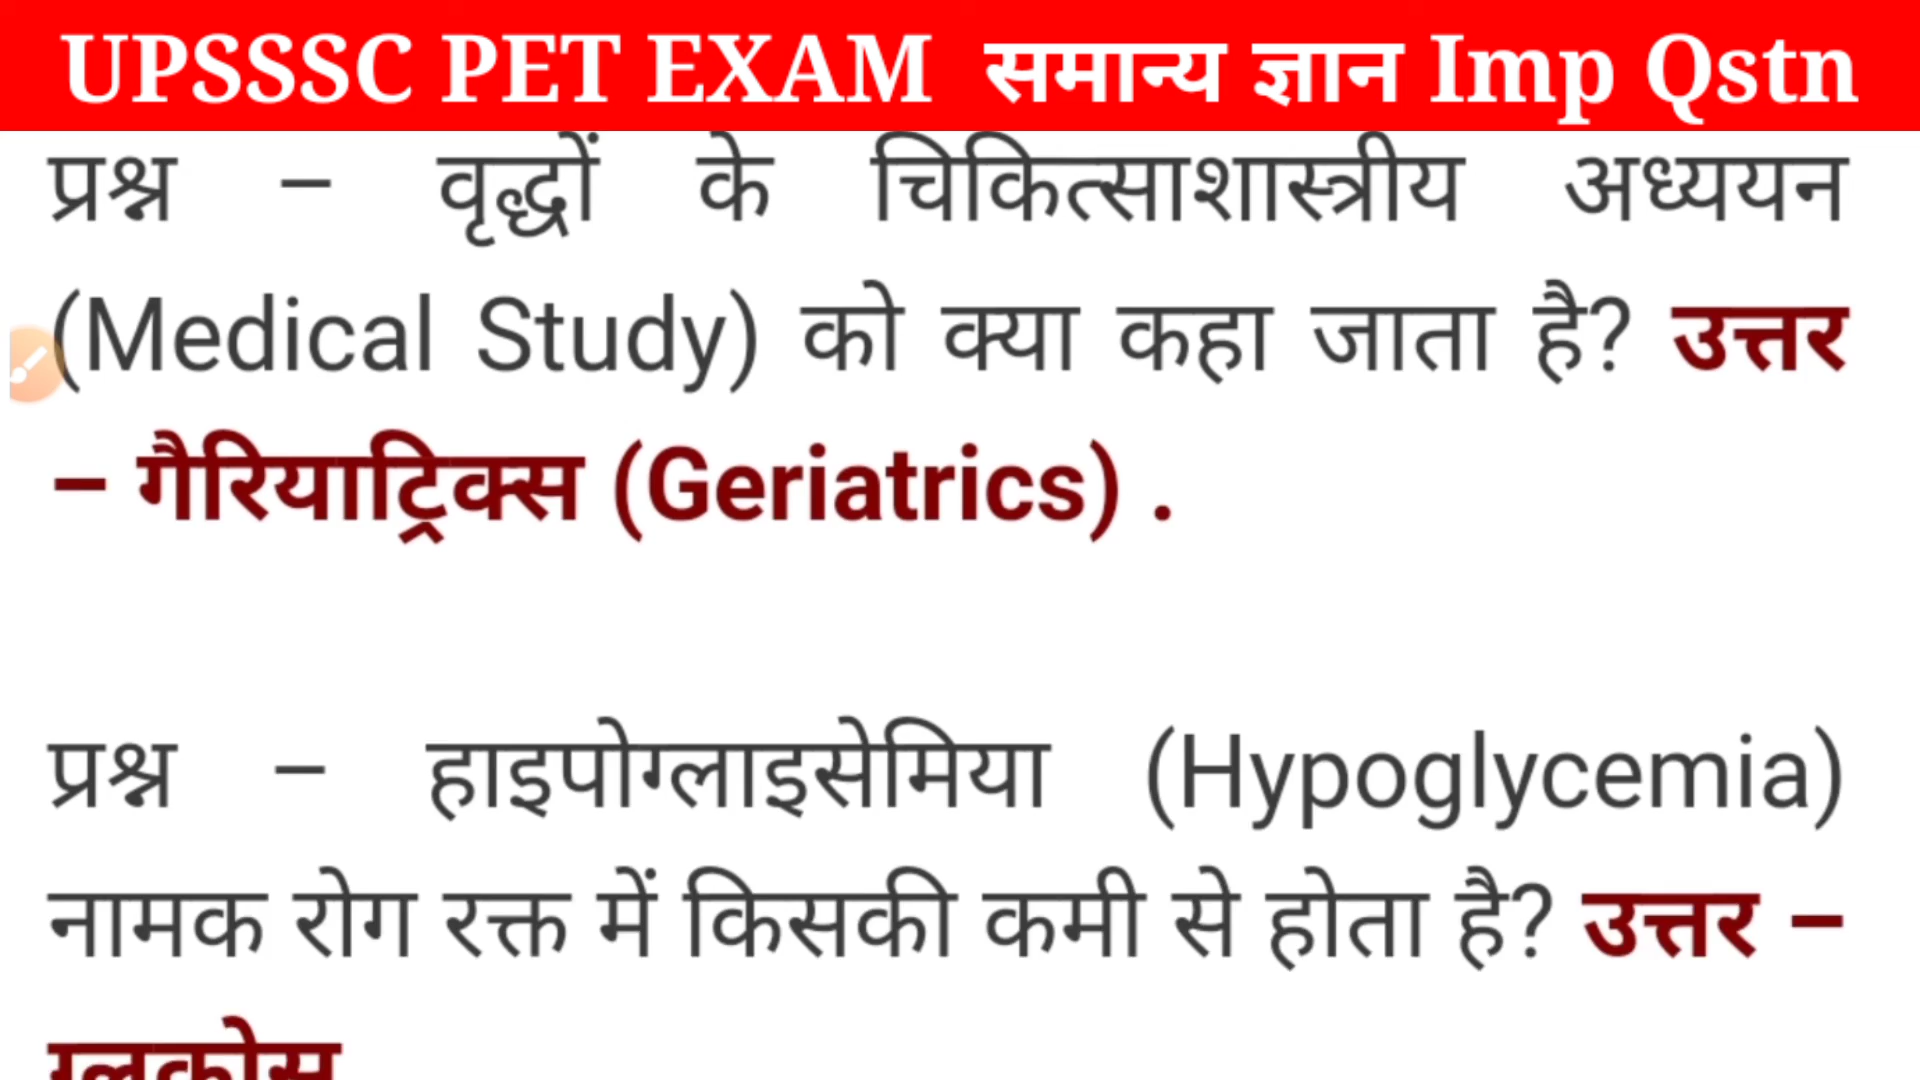 UPSSSC PET EXAM समान्य ज्ञान Imp Qstn
प्रश्न – वृद्धों के चिकित्साशास्त्रीय अध्ययन
(Medical Study) को क्या कहा जाता है? उत्तर
– गैरियाट्रिक्स (Geriatrics) .
प्रश्न – हाइपोग्लाइसेमिया (Hypoglycemia)
नामक रोग रक्त में किसकी कमी से होता है? उत्तर –